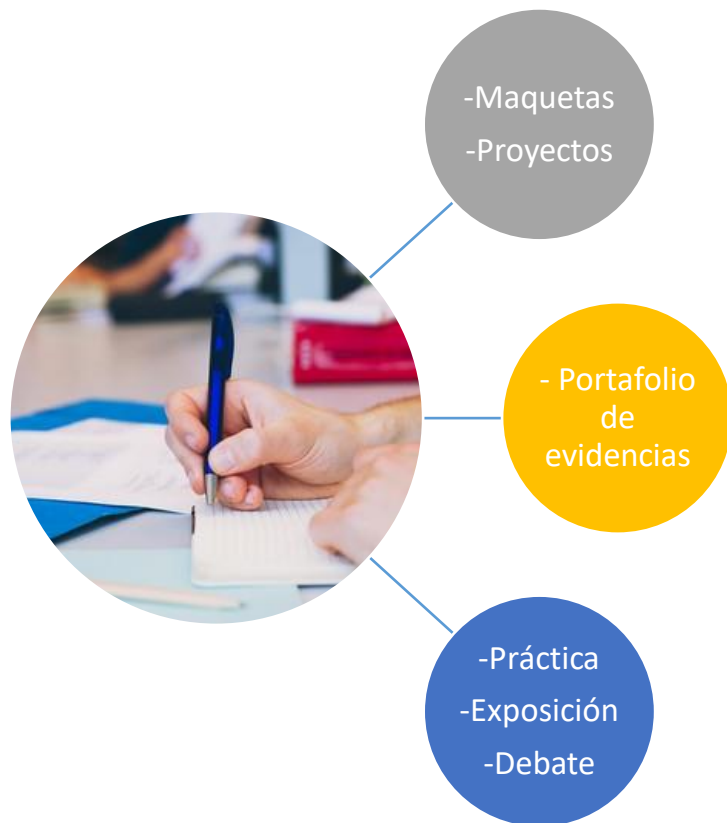 -Maquetas
-Proyectos
- Portafolio
de
evidencias
-Práctica
-Exposición
-Debate